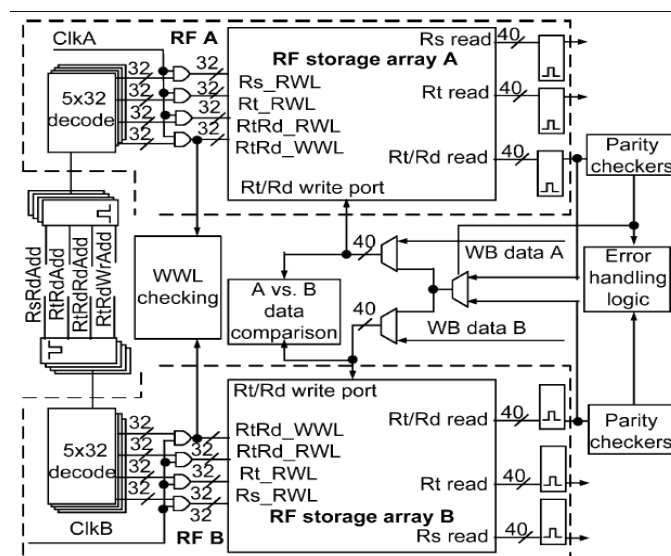 ClkA
RF A
32
32
32
32
32
32
32
32
5x32
decode
RF storage array A
Rs_RWL
Rt_RWL
RtRd_RWL
RtRd_WWL
Rt/Rd write port
Rs read
40
Rt read
40
Rt/Rd read
40
Parity
checkers
RsRdAdd
RtRdAdd
RtRdRdAdd
RtRdWrAdd
WWL
checking
A vs. B
data
comparison
40
WB data A
40
WB data B
Error
handling
logic
5x32
decode
32
32
32
32
32
32
32
32
Rt/Rd write port
RtRd_WWL
RtRd_RWL
Rt_RWL
Rs_RWL
RF storage array B
Rt/Rd read
40
Rt read
40
Rs read
40
Parity
checkers
ClkB
RF B